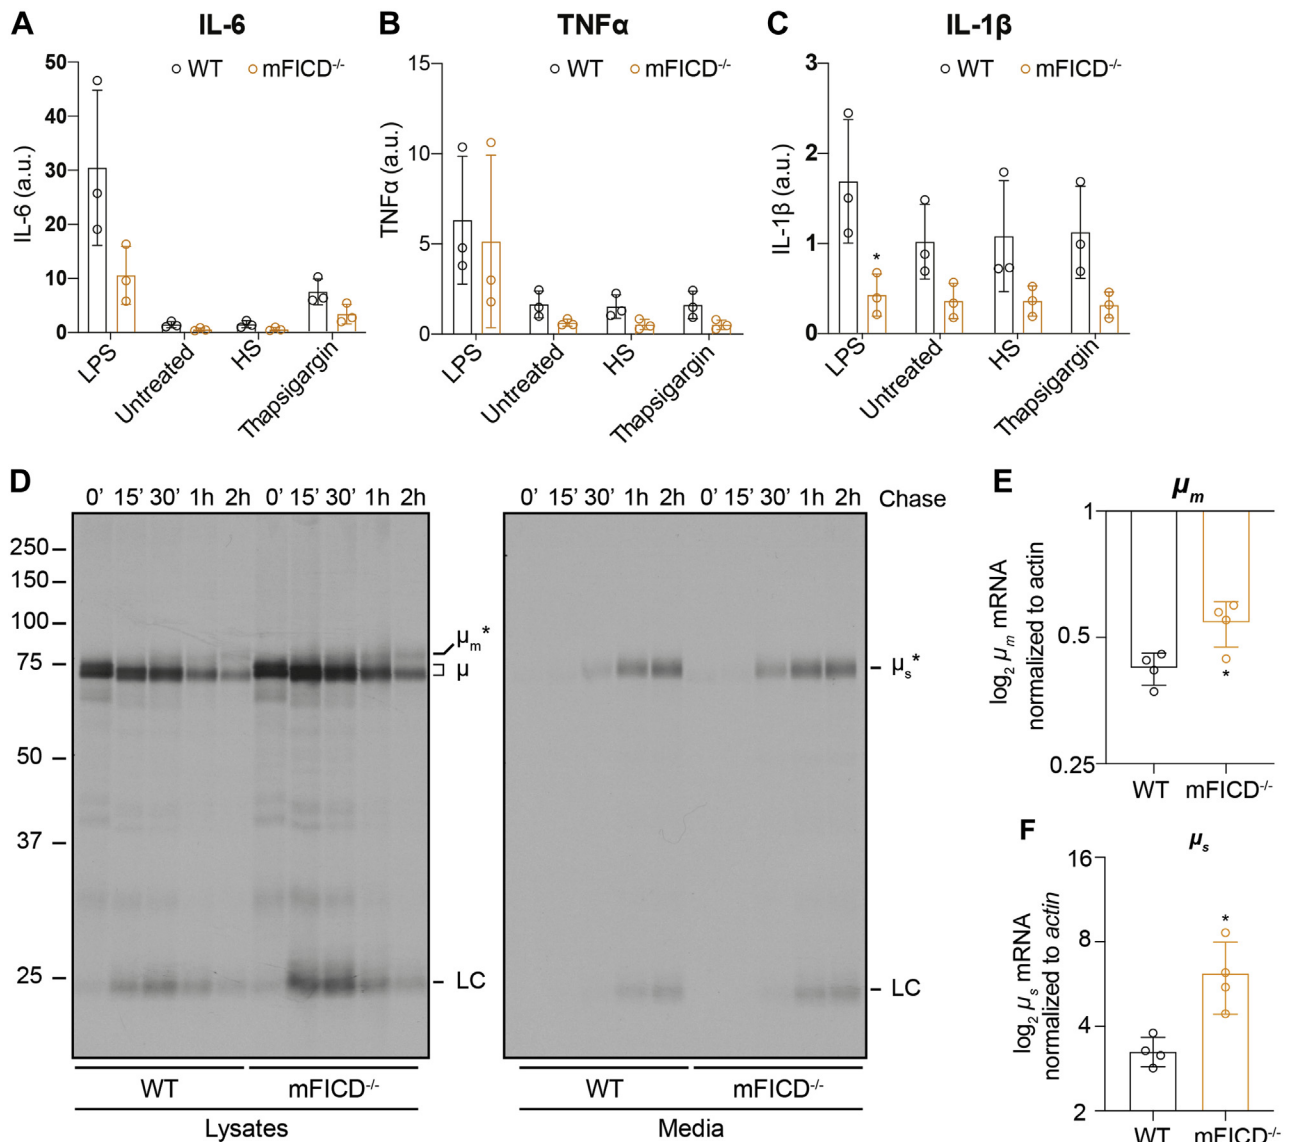 A IL-6
WT mFICD-/-
IL-6 (a.u.)
50
40
30
20
10
0
LPS
Untreated
HS
Thapsigargin
B TNFα
WT mFICD-/-
TNFα (a.u.)
15
10
5
0
LPS
Untreated
HS
Thapsigargin
C IL-1β
WT mFICD-/-
IL-1β (a.u.)
3
2
1
0
*
LPS
Untreated
HS
Thapsigargin
D
0’ 15’ 30’ 1h 2h 0’ 15’ 30’ 1h 2h
0’ 15’ 30’ 1h 2h 0’ 15’ 30’ 1h 2h Chase
250
150
100
75
50
37
25
μm*
μ
LC
μs*
LC
WT mFICD-/-
Lysates
WT mFICD-/-
Media
E μm
log2 μm mRNA
normalized to actin
1
0.5
0.25
*
WT mFICD-/-
F μs
log2 μs mRNA
normalized to actin
16
8
4
2
*
WT mFICD-/-